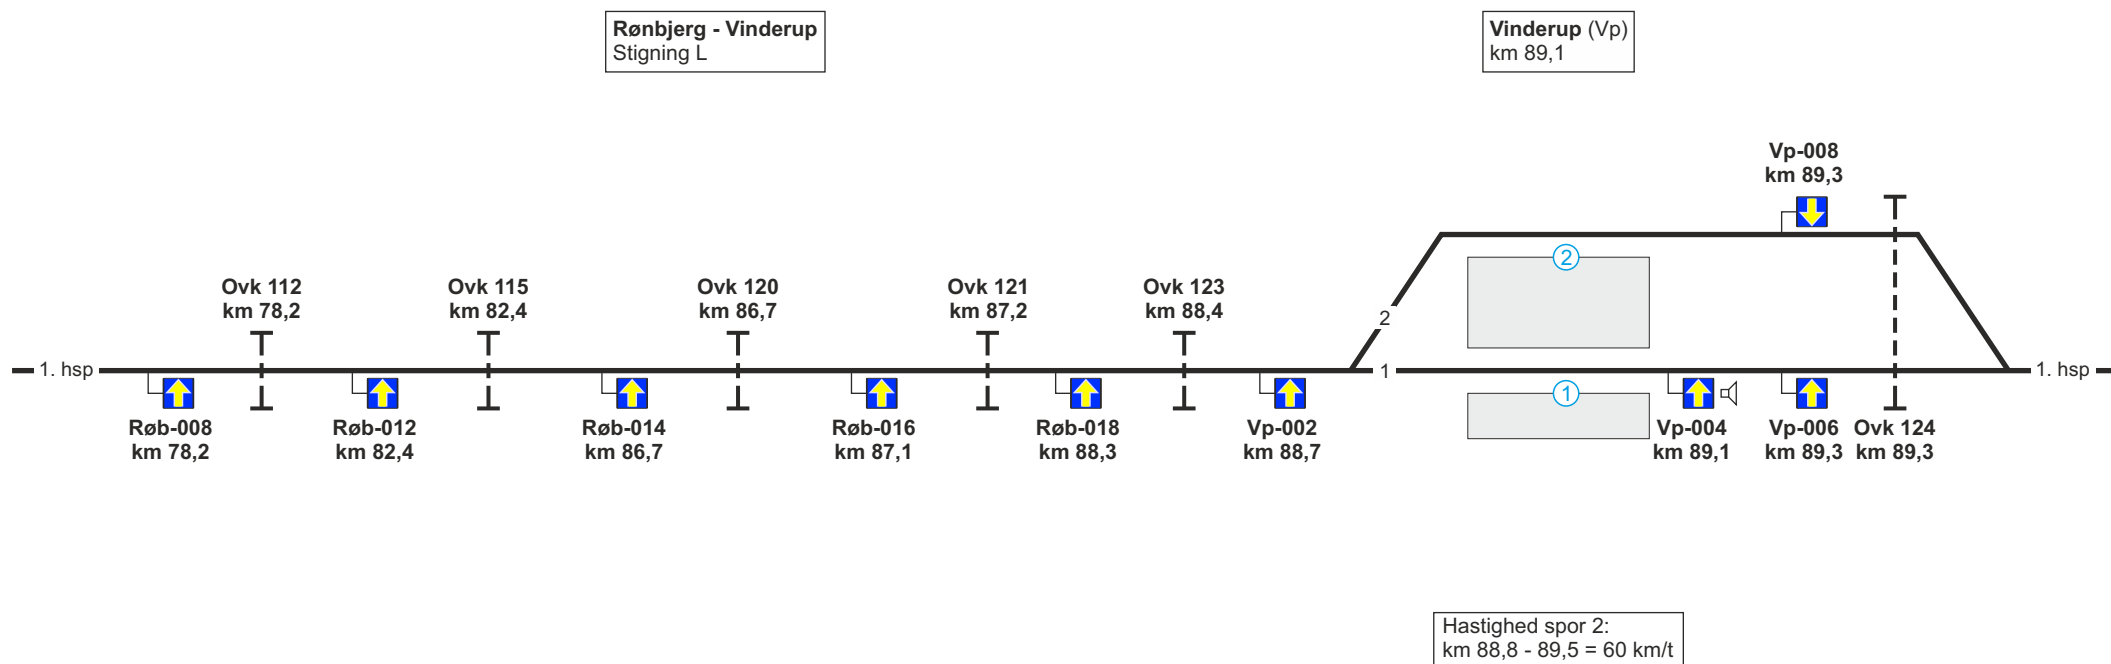 Rønbjerg - Vinderup
Stigning L
Vinderup (Vp)
km 89,1
Vp-008
km 89,3
2
Ovk 112
km 78,2
Ovk 115
km 82,4
Ovk 120
km 86,7
Ovk 121
km 87,2
Ovk 123
km 88,4
2
1. hsp
1
1. hsp
1
Røb-008
km 78,2
Røb-012
km 82,4
Røb-014
km 86,7
Røb-016
km 87,1
Røb-018
km 88,3
Vp-002
km 88,7
Vp-004
km 89,1
Vp-006
km 89,3
Ovk 124
km 89,3
Hastighed spor 2:
km 88,8 - 89,5 = 60 km/t